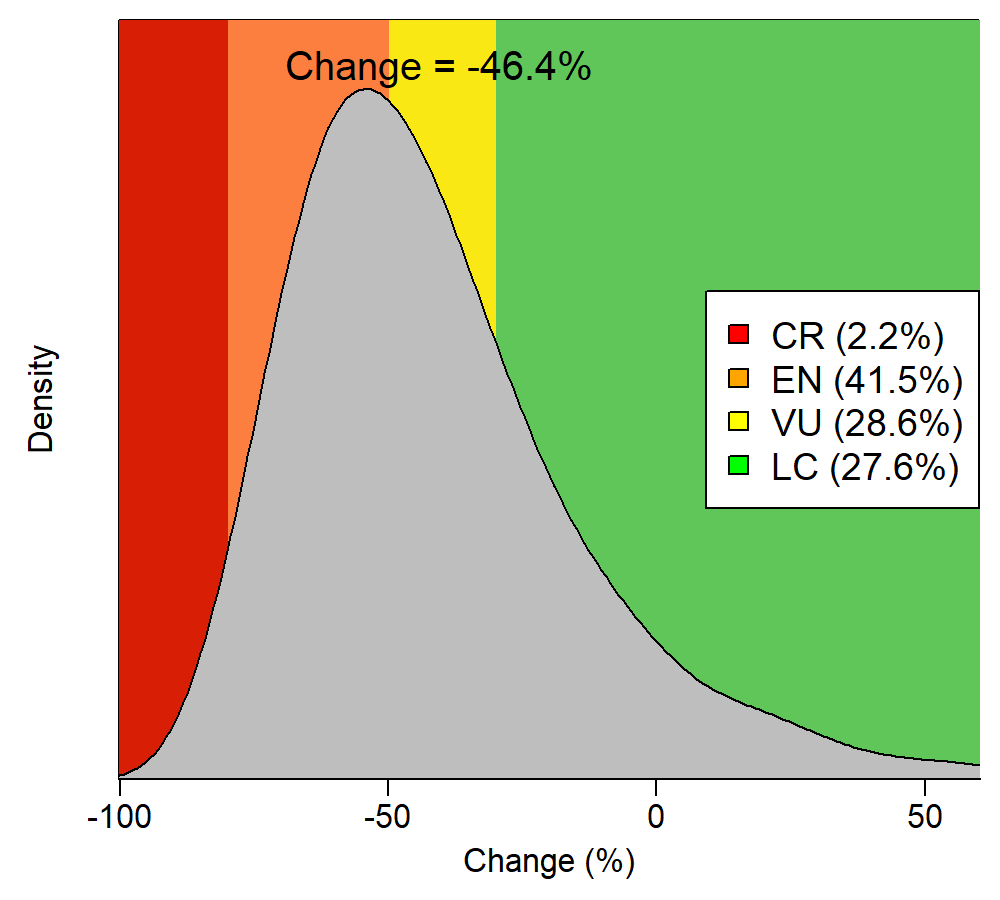 Change = -46.4%
CR (2.2%)
EN (41.5%)
VU (28.6%)
LC (27.6%)
Density
-100 -50 0 50
Change (%)